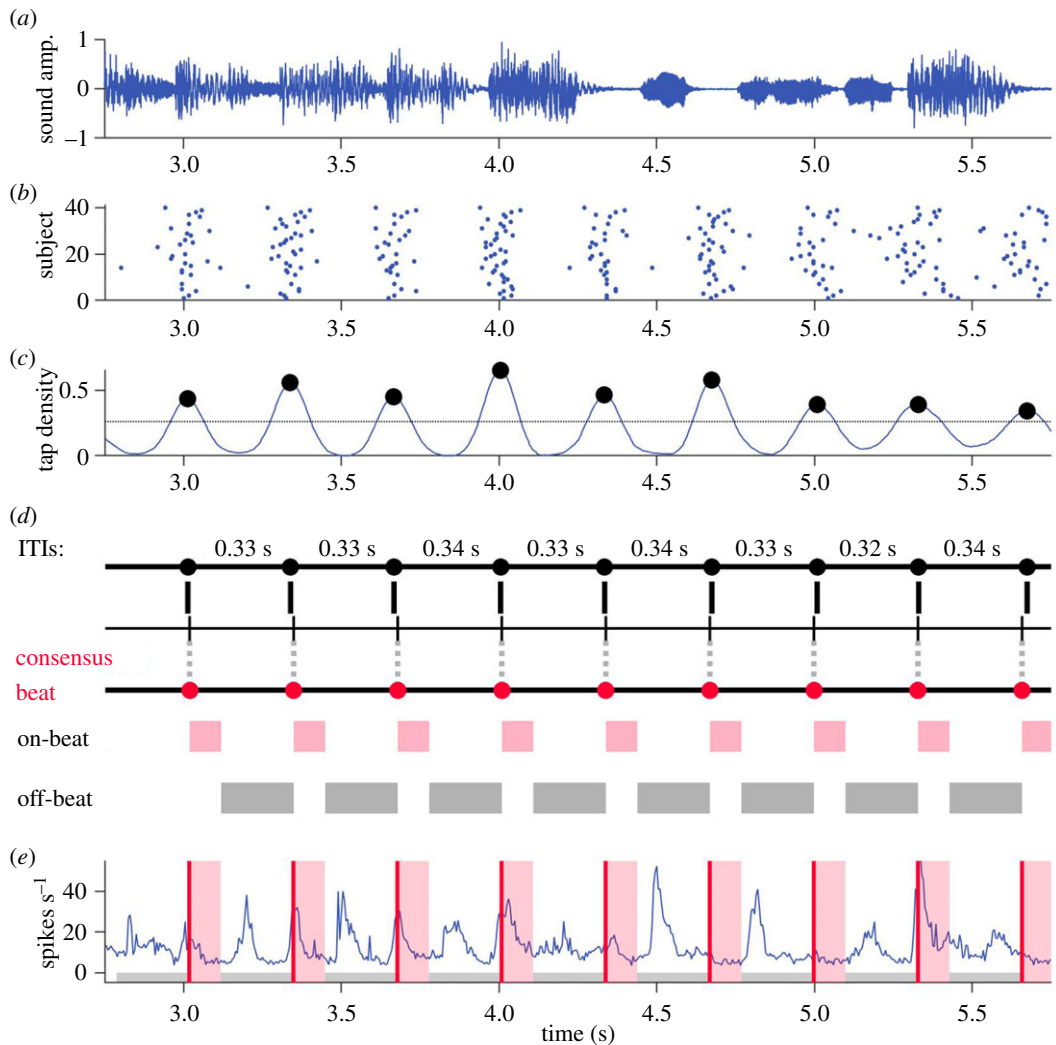 (a)
sound amp.
1
0
–1
3.0 3.5 4.0 4.5 5.0 5.5
(b)
subject
40
20
0
3.0 3.5 4.0 4.5 5.0 5.5
(c)
tap density
0.5
0
3.0 3.5 4.0 4.5 5.0 5.5
(d)
ITIs: 0.33 s 0.33 s 0.34 s 0.33 s 0.34 s 0.33 s 0.32 s 0.34 s
consensus
beat
on-beat
off-beat
(e)
spikes s⁻¹
40
20
0
3.0 3.5 4.0 4.5 5.0 5.5
time (s)